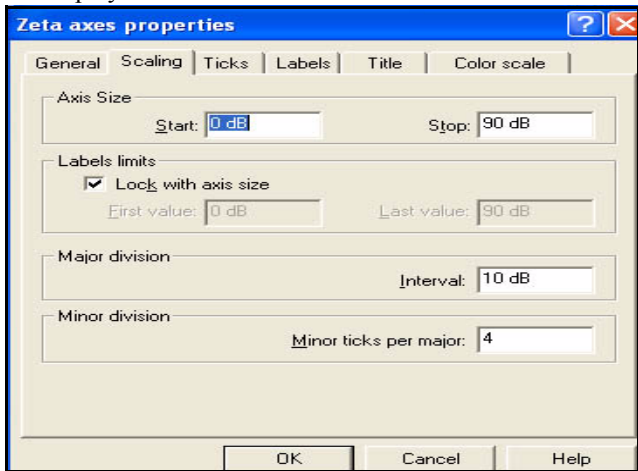 Zeta axes properties
General Scaling Ticks Labels Title Color scale
Axis Size
Start: 0 dB Stop: 90 dB
Labels limits
Lock with axis size
First value: 0 dB Last value: 90 dB
Major division
Interval: 10 dB
Minor division
Minor ticks per major: 4
OK Cancel Help